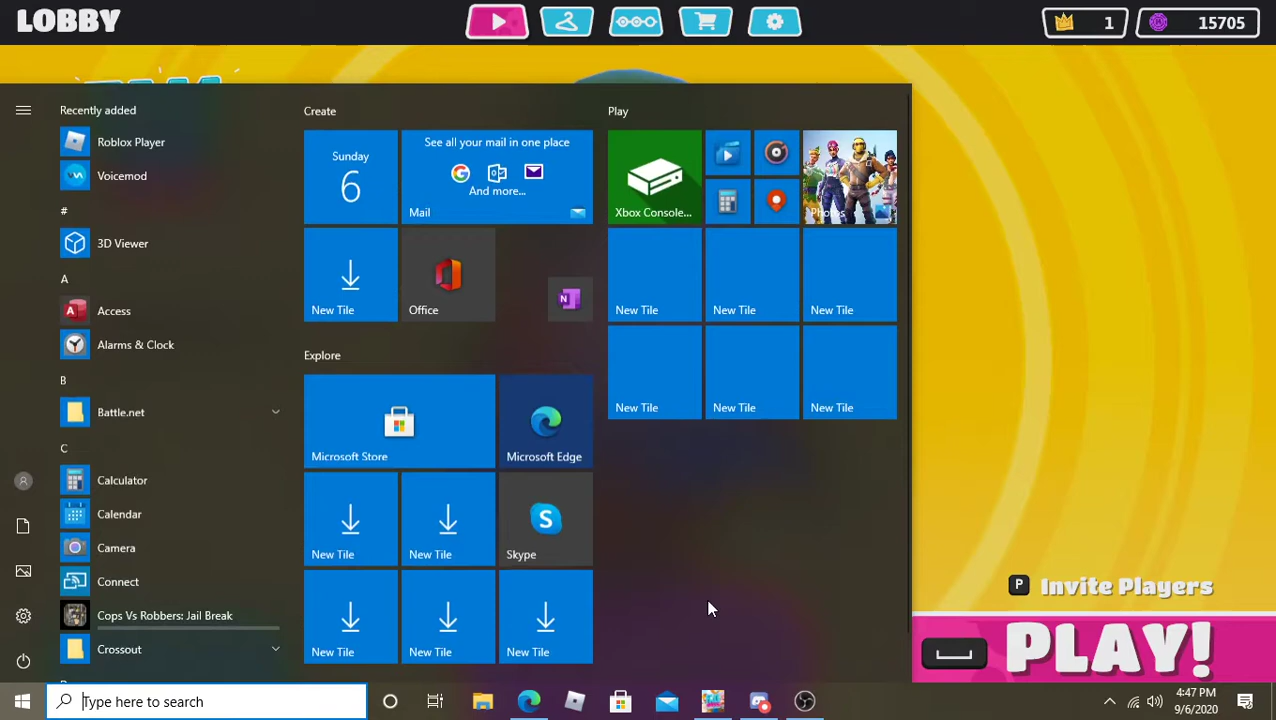 LOBBY
1
15705
Recently added
Roblox Player
Voicemod
#
3D Viewer
A
Access
Alarms & Clock
B
Battle.net
C
Calculator
Calendar
Camera
Connect
Cops Vs Robbers: Jail Break
Crossout
Create
Sunday
6
See all your mail in one place
And more...
Mail
New Tile
Office
Explore
Microsoft Store
Microsoft Edge
New Tile
New Tile
Skype
New Tile
New Tile
New Tile
Play
Xbox Console...
Photos
New Tile
New Tile
New Tile
New Tile
New Tile
New Tile
P Invite Players
PLAY!
Type here to search
4:47 PM
9/6/2020